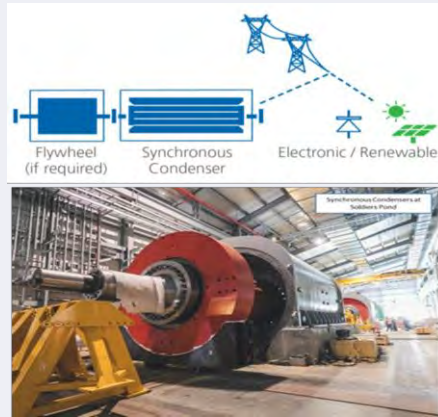 Flywheel
(if required)
Synchronous
Condenser
Electronic / Renewable
Synchronous Condensers at
Soldiers Pond